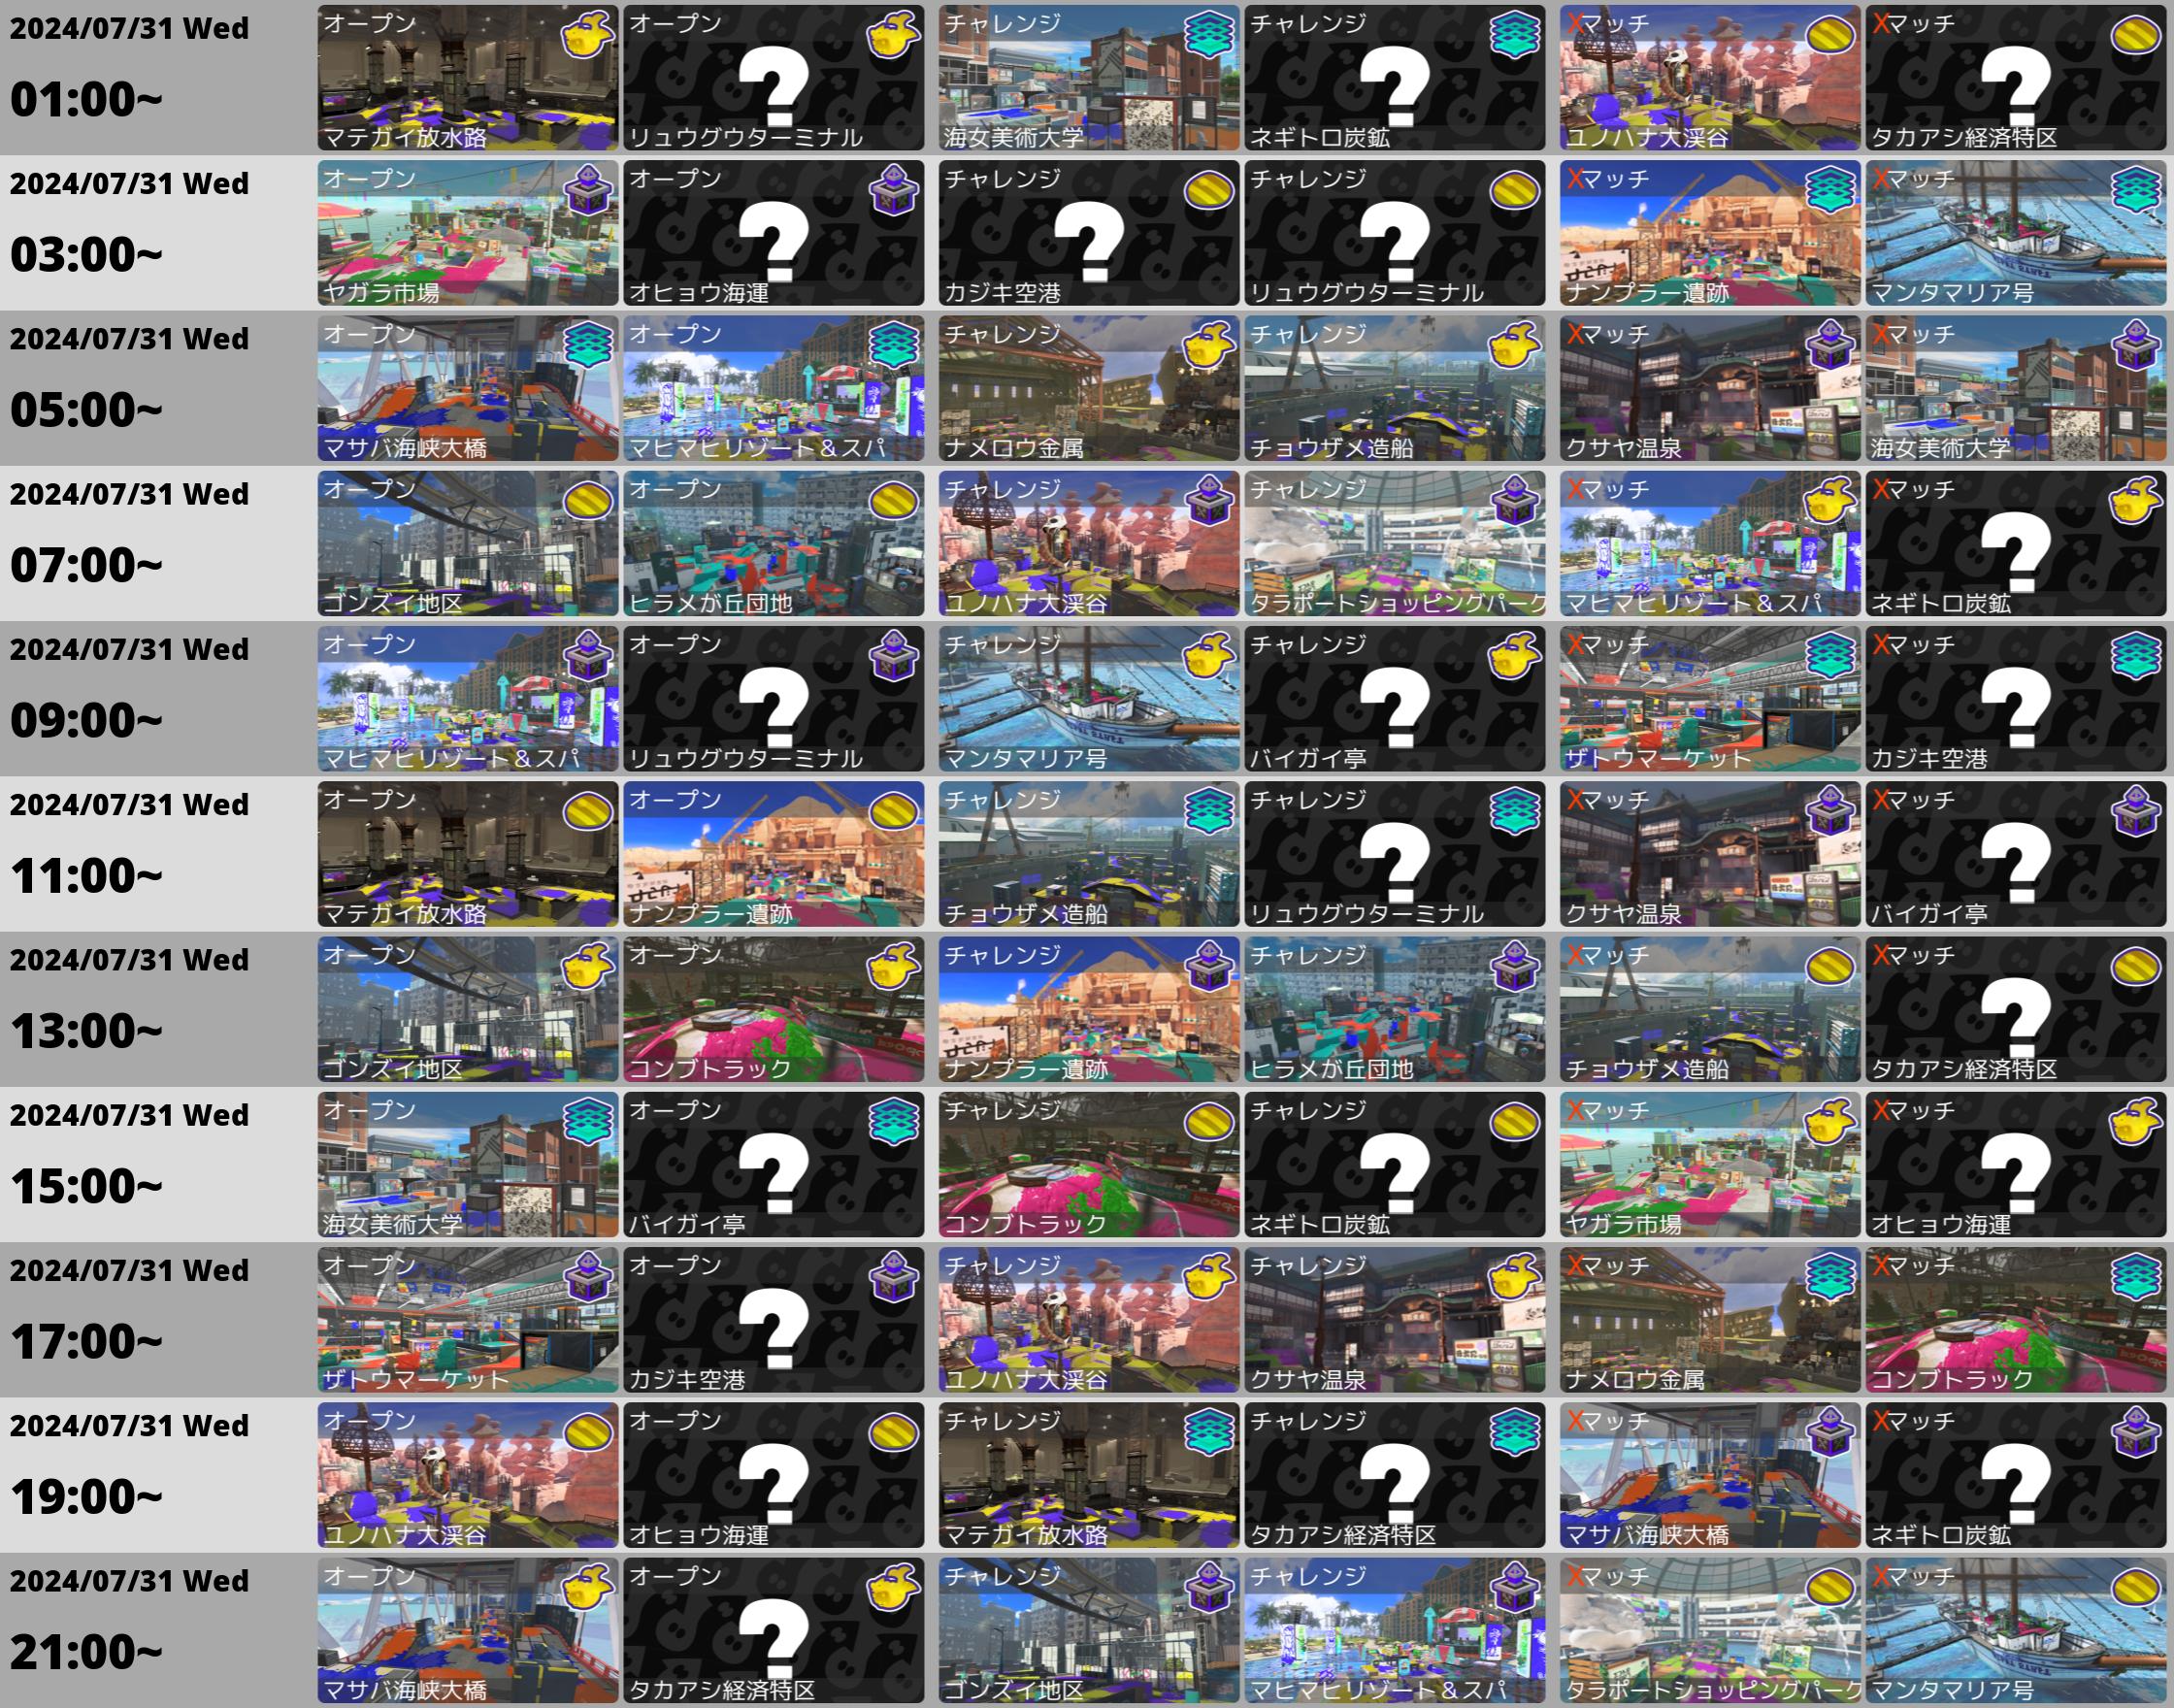 2024/07/31 Wed
01:00~
オープン
マテガイ放水路
オープン
リュウグウターミナル
チャレンジ
海女美術大学
チャレンジ
ネギトロ炭鉱
Xマッチ
ユノハナ大渓谷
Xマッチ
タカアシ経済特区
2024/07/31 Wed
03:00~
オープン
ヤガラ市場
オープン
オヒョウ海運
チャレンジ
カジキ空港
チャレンジ
リュウグウターミナル
Xマッチ
ナンプラー遺跡
Xマッチ
マンタマリア号
2024/07/31 Wed
05:00~
オープン
マサバ海峡大橋
オープン
マヒマヒリゾート&スパ
チャレンジ
ナメロウ金属
チャレンジ
チョウザメ造船
Xマッチ
クサヤ温泉
Xマッチ
海女美術大学
2024/07/31 Wed
07:00~
オープン
ゴンズイ地区
オープン
ヒラメが丘団地
チャレンジ
ユノハナ大渓谷
チャレンジ
タラポートショッピングパーク
Xマッチ
マヒマヒリゾート&スパ
Xマッチ
ネギトロ炭鉱
2024/07/31 Wed
09:00~
オープン
マヒマヒリゾート&スパ
オープン
リュウグウターミナル
チャレンジ
マンタマリア号
チャレンジ
バイガイ亭
Xマッチ
ザトウマーケット
Xマッチ
カジキ空港
2024/07/31 Wed
11:00~
オープン
マテガイ放水路
オープン
ナンプラー遺跡
チャレンジ
チョウザメ造船
チャレンジ
リュウグウターミナル
Xマッチ
クサヤ温泉
Xマッチ
バイガイ亭
2024/07/31 Wed
13:00~
オープン
ゴンズイ地区
オープン
コンブトラック
チャレンジ
ナンプラー遺跡
チャレンジ
ヒラメが丘団地
Xマッチ
チョウザメ造船
Xマッチ
タカアシ経済特区
2024/07/31 Wed
15:00~
オープン
海女美術大学
オープン
バイガイ亭
チャレンジ
コンブトラック
チャレンジ
ネギトロ炭鉱
Xマッチ
ヤガラ市場
Xマッチ
オヒョウ海運
2024/07/31 Wed
17:00~
オープン
ザトウマーケット
オープン
カジキ空港
チャレンジ
ユノハナ大渓谷
チャレンジ
クサヤ温泉
Xマッチ
ナメロウ金属
Xマッチ
コンブトラック
2024/07/31 Wed
19:00~
オープン
ユノハナ大渓谷
オープン
オヒョウ海運
チャレンジ
マテガイ放水路
チャレンジ
タカアシ経済特区
Xマッチ
マサバ海峡大橋
Xマッチ
ネギトロ炭鉱
2024/07/31 Wed
21:00~
オープン
マサバ海峡大橋
オープン
タカアシ経済特区
チャレンジ
ゴンズイ地区
チャレンジ
マヒマヒリゾート&スパ
Xマッチ
タラポートショッピングパーク
Xマッチ
マンタマリア号